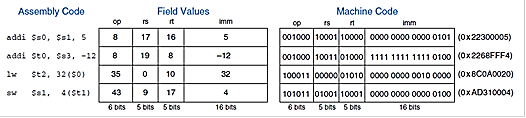 Assembly Code Field Values Machine Code
op rs rt imm op rs rt imm
addi $s0, $s1, 5 8 17 16 5 001000 10001 10000 0000 0000 0000 0101 (0x22300005)
addi $t0, $s3, -12 8 19 8 -12 001000 10011 01000 1111 1111 1111 0100 (0x2268FFF4)
lw $t2, 32($0) 35 0 10 32 100011 00000 01010 0000 0000 0010 0000 (0x8C0A0020)
sw $s1, 4($t1) 43 9 17 4 101011 01001 10001 0000 0000 0000 0100 (0xAD310004)
6 bits 5 bits 5 bits 16 bits 6 bits 5 bits 5 bits 16 bits